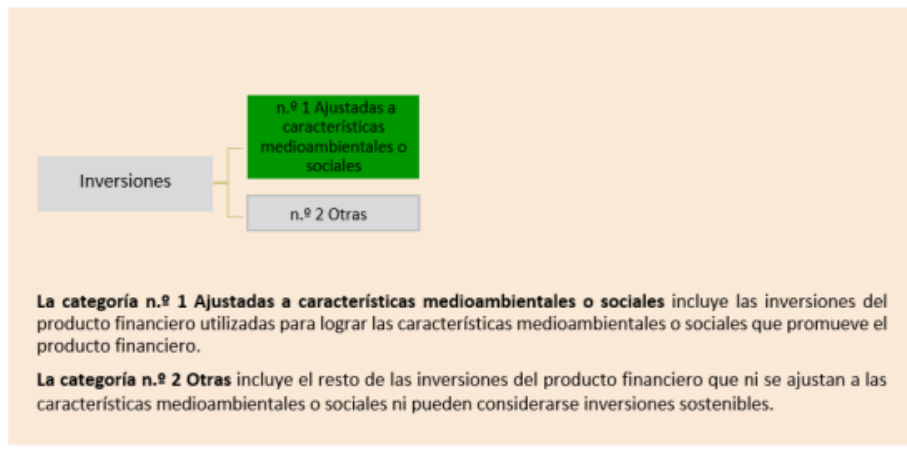 n.º 1 Ajustadas a
características
medioambientales o
sociales
Inversiones
n.º 2 Otras
La categoría n.º 1 Ajustadas a características medioambientales o sociales incluye las inversiones del
producto financiero utilizadas para lograr las características medioambientales o sociales que promueve el
producto financiero.
La categoría n.º 2 Otras incluye el resto de las inversiones del producto financiero que ni se ajustan a las
características medioambientales o sociales ni pueden considerarse inversiones sostenibles.